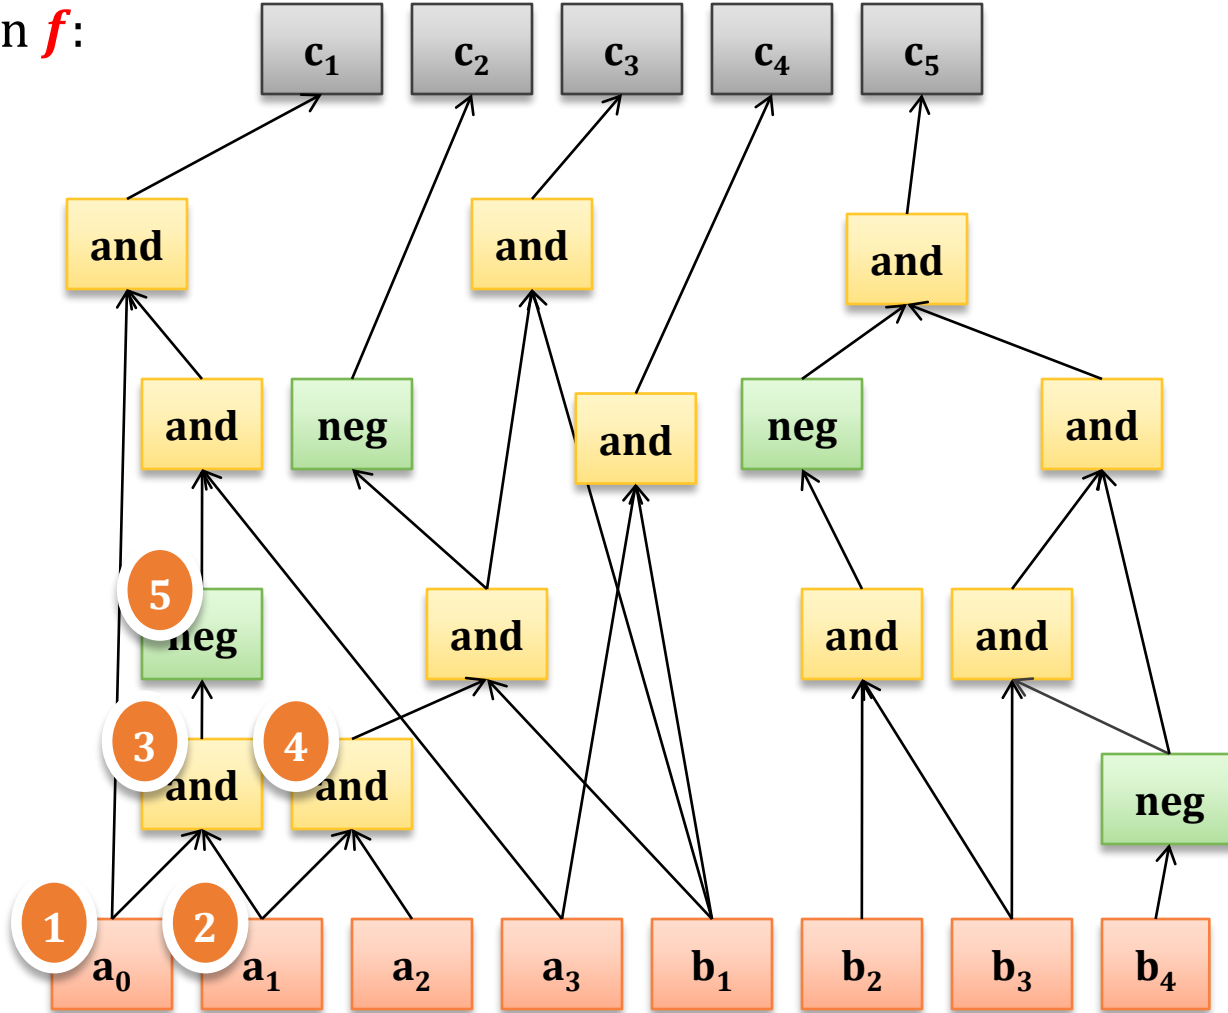 n f:
c1 c2 c3 c4 c5
and and and
and neg and neg and
5
neg and and and
3 4
and and neg
1 2
a0 a1 a2 a3 b1 b2 b3 b4